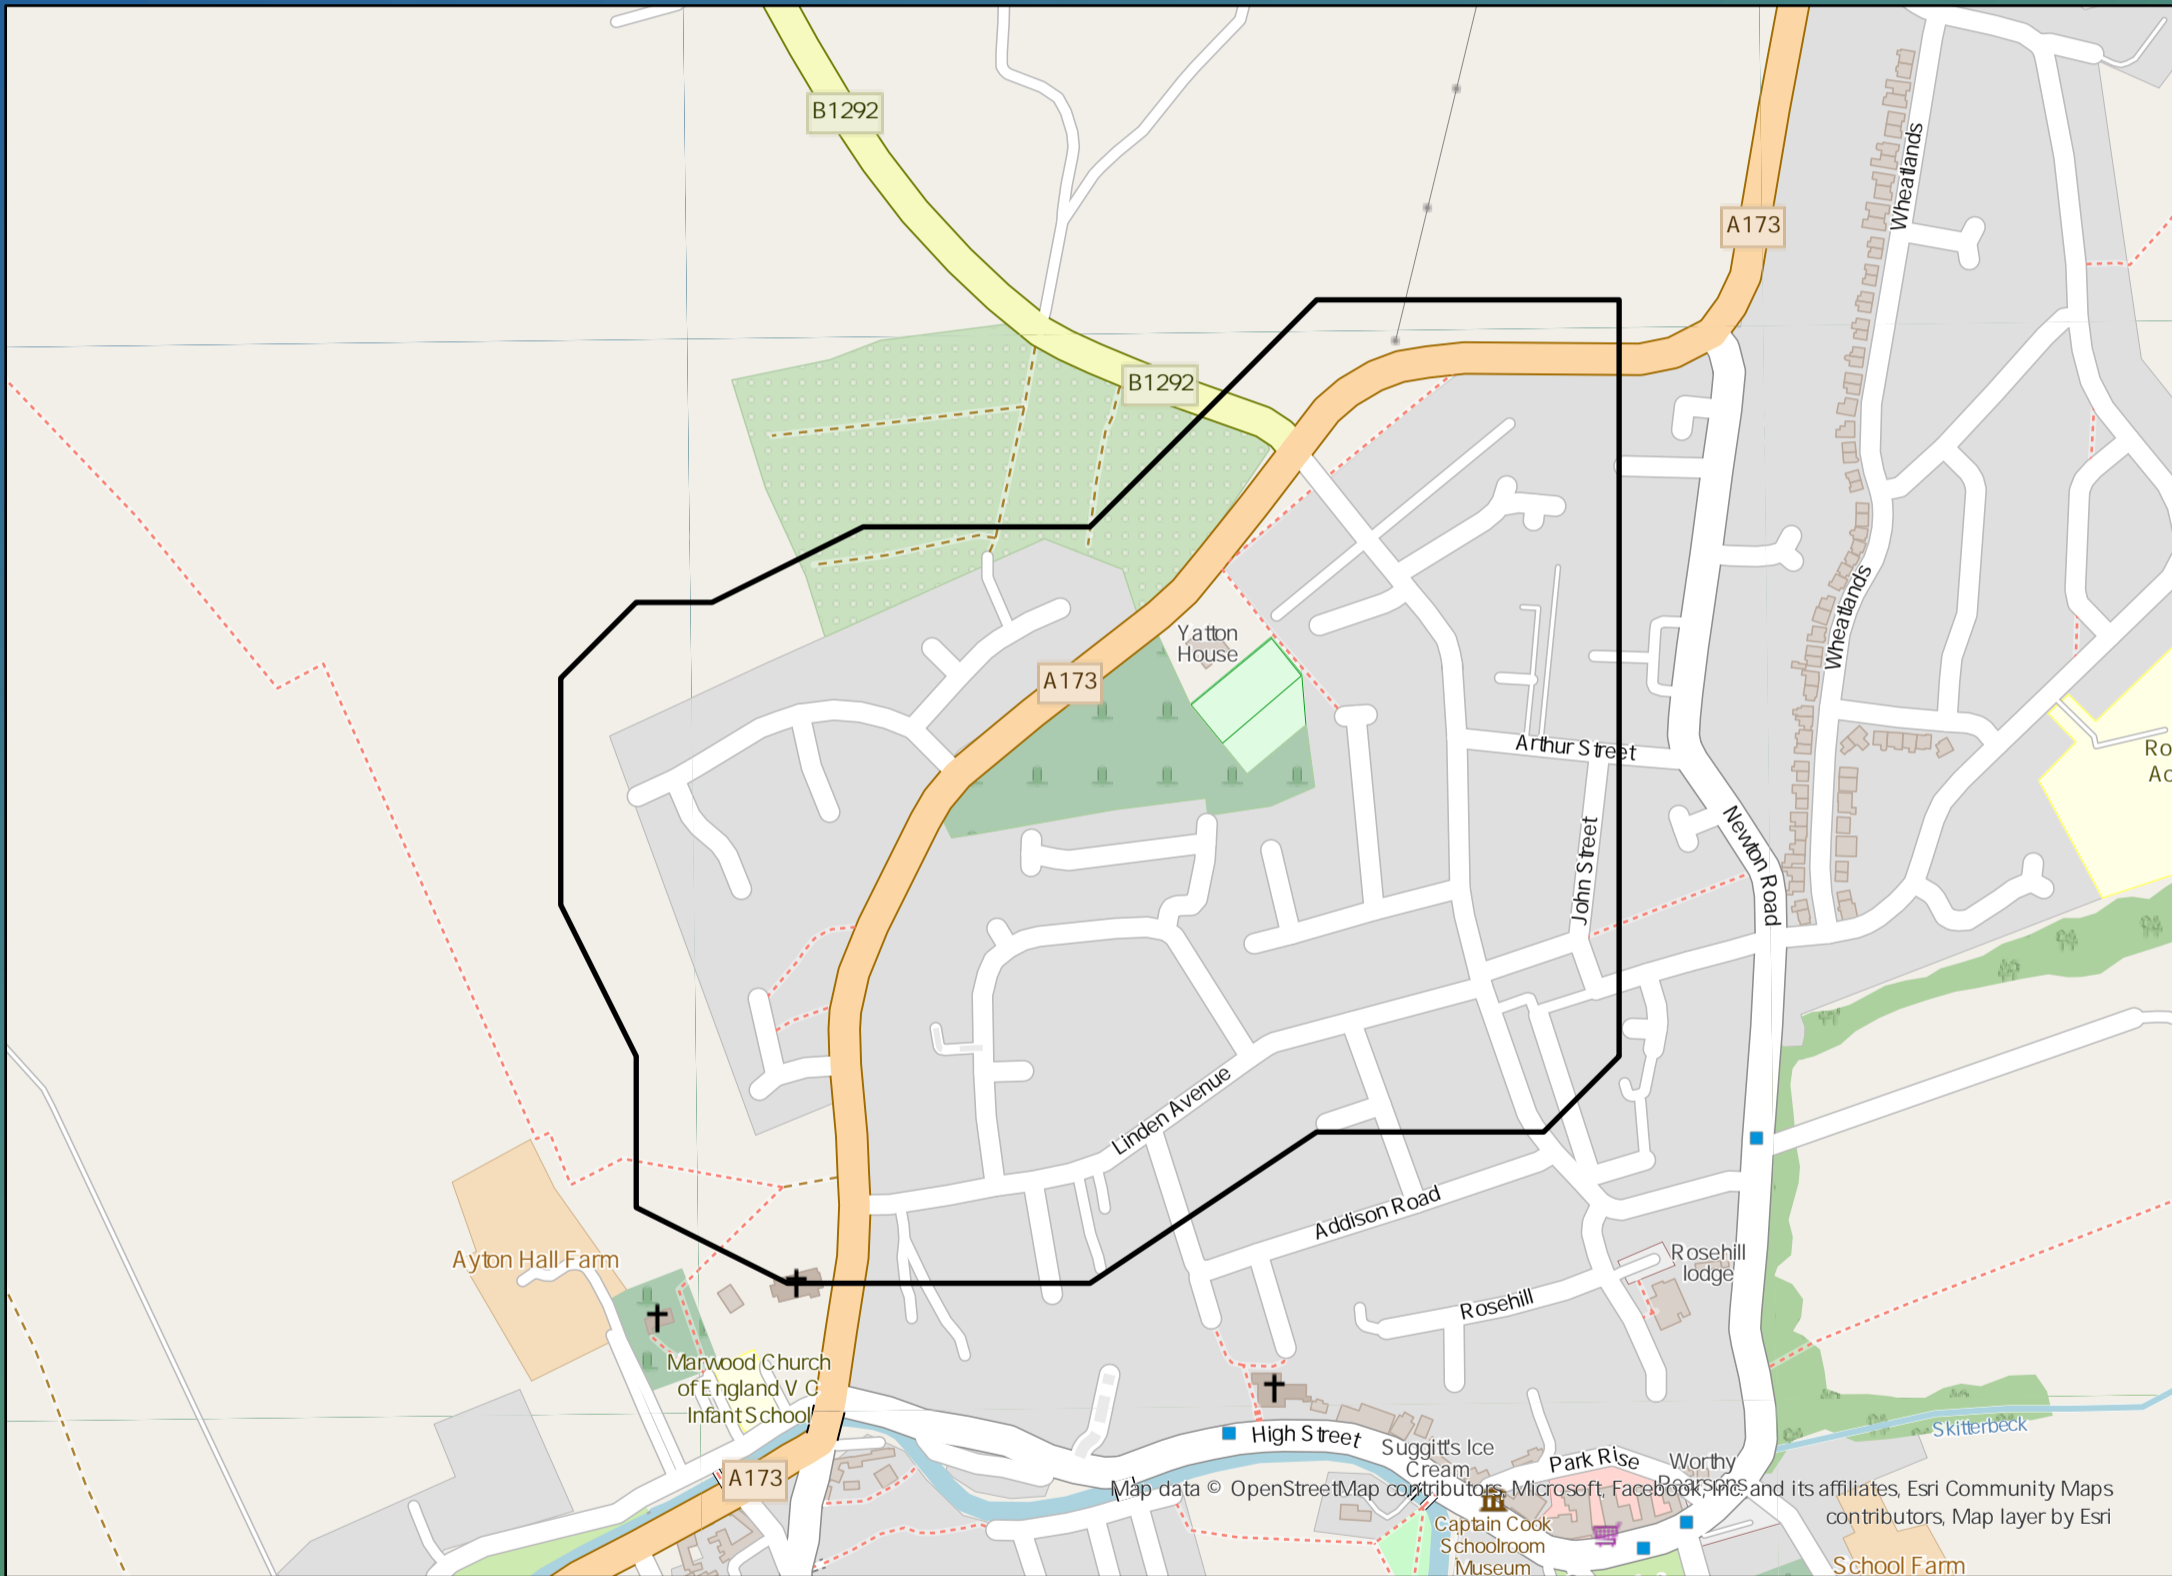 B1292
Wheatlands
A173
B1292
Yatton
House
A173
Wheatlands
Arthur Street
Ro
Ac
John Street
Newton Road
Linden Avenue
Addison Road
Ayton Hall Farm
Rosehill
lodge
Rosehill
Marwood Church
of England V C
Infant School
High Street
Suggitt's Ice
Cream
Park Rise
Worthy
Pearsons
Skitterbeck
A173
Map data © OpenStreetMap contributors, Microsoft, Facebook, Inc. and its affiliates, Esri Community Maps
contributors, Map layer by Esri
Captain Cook
Schoolroom
Museum
School Farm